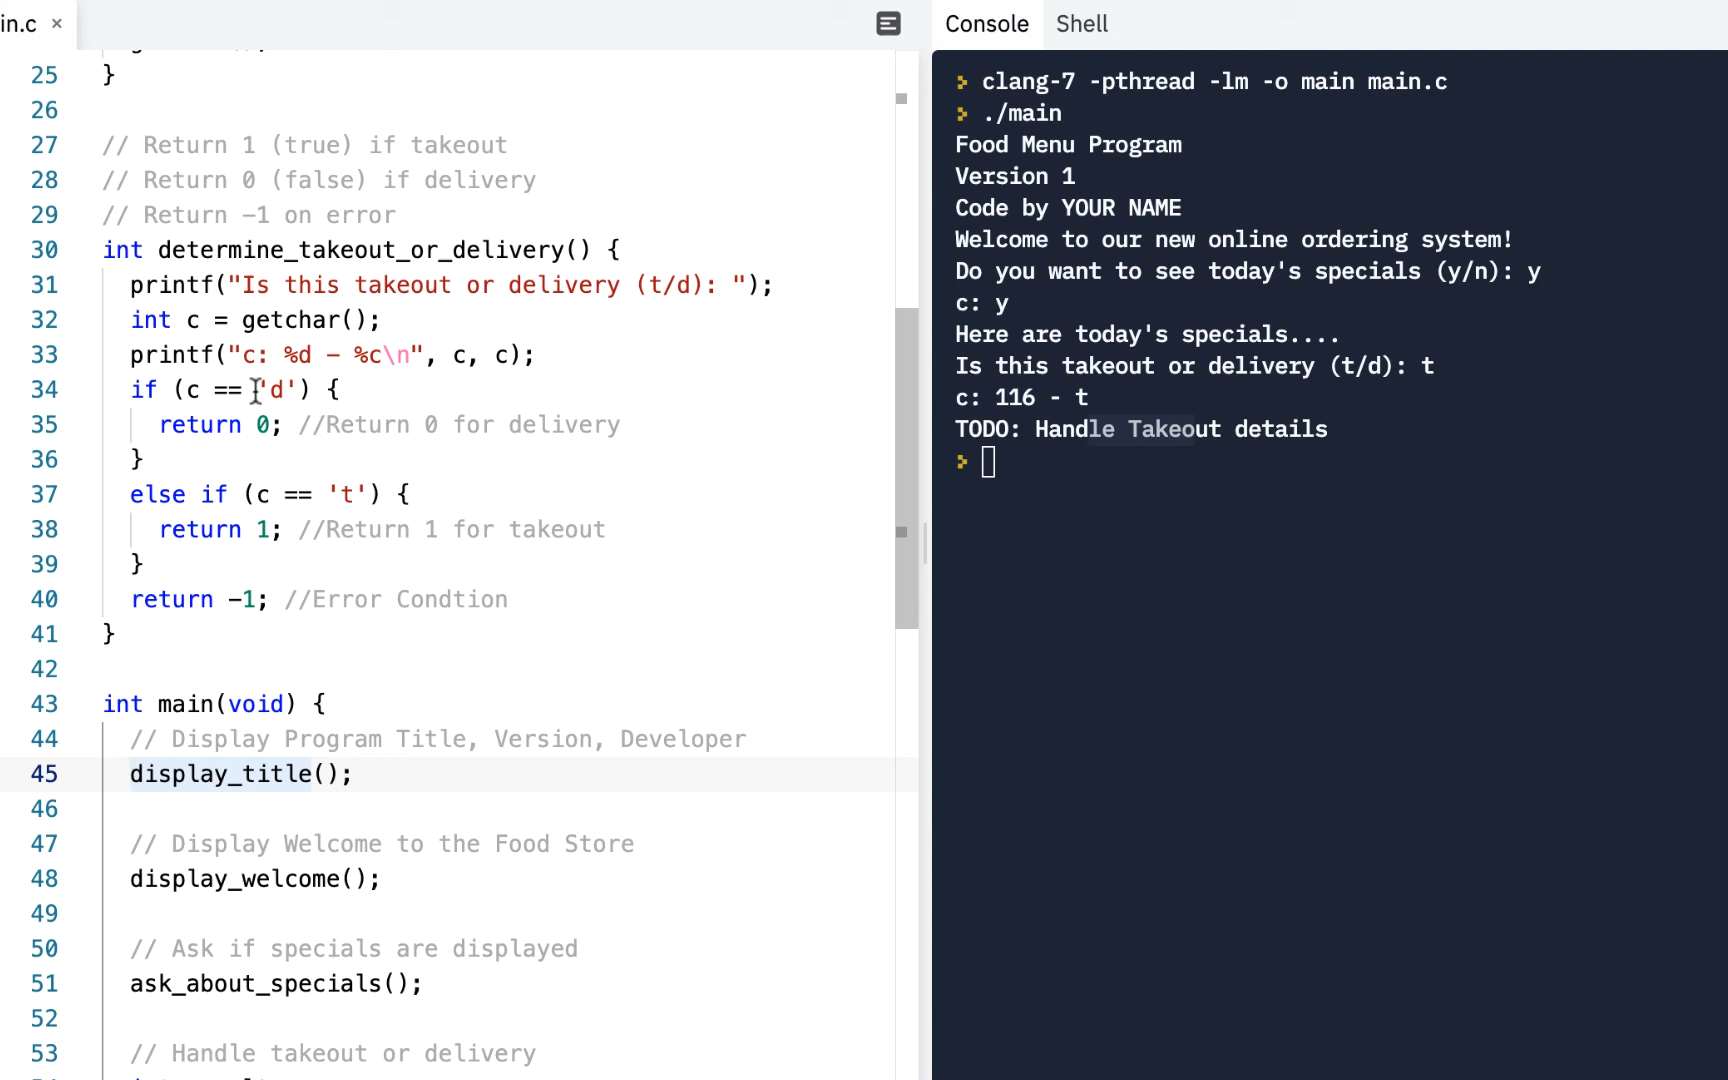 in.c ×
25 }
26
27 // Return 1 (true) if takeout
28 // Return 0 (false) if delivery
29 // Return -1 on error
30 int determine_takeout_or_delivery() {
31 printf("Is this takeout or delivery (t/d): ");
32 int c = getchar();
33 printf("c: %d - %c\n", c, c);
34 if (c == 'd') {
35 return 0; //Return 0 for delivery
36 }
37 else if (c == 't') {
38 return 1; //Return 1 for takeout
39 }
40 return -1; //Error Condtion
41 }
42
43 int main(void) {
44 // Display Program Title, Version, Developer
45 display_title();
46
47 // Display Welcome to the Food Store
48 display_welcome();
49
50 // Ask if specials are displayed
51 ask_about_specials();
52
53 // Handle takeout or delivery
Console Shell
> clang-7 -pthread -lm -o main main.c
> ./main
Food Menu Program
Version 1
Code by YOUR NAME
Welcome to our new online ordering system!
Do you want to see today's specials (y/n): y
c: y
Here are today's specials....
Is this takeout or delivery (t/d): t
c: 116 - t
TODO: Handle Takeout details
>